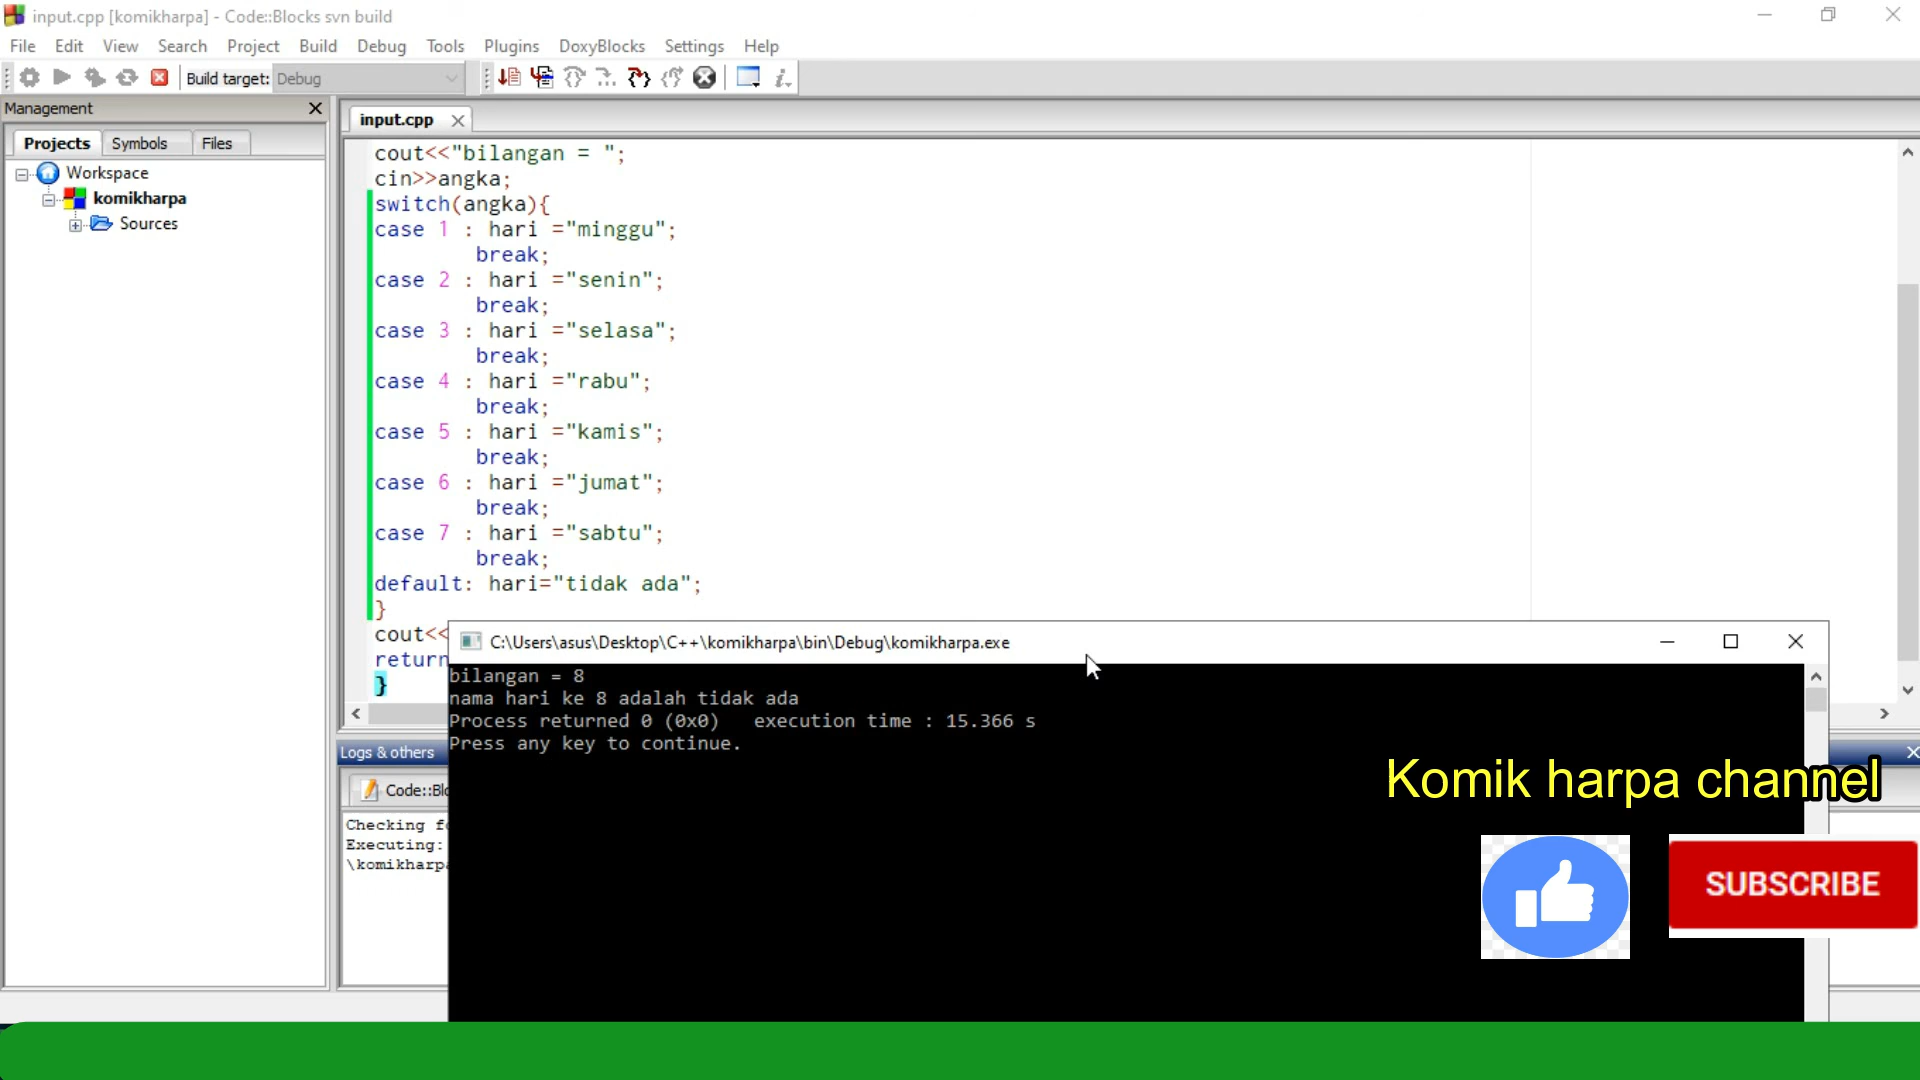 input.cpp [komikharpa] - Code::Blocks svn build
File Edit View Search Project Build Debug Tools Plugins DoxyBlocks Settings Help
Build target: Debug
Management
input.cpp
Projects Symbols Files
Workspace
komikharpa
Sources
cout<<"bilangan = ";
cin>>angka;
switch(angka){
case 1 : hari ="minggu";
break;
case 2 : hari ="senin";
break;
case 3 : hari ="selasa";
break;
case 4 : hari ="rabu";
break;
case 5 : hari ="kamis";
break;
case 6 : hari ="jumat";
break;
case 7 : hari ="sabtu";
break;
default: hari="tidak ada";
}
cout<<
return
}
C:\Users\asus\Desktop\C++\komikharpa\bin\Debug\komikharpa.exe
bilangan = 8
nama hari ke 8 adalah tidak ada
Process returned 0 (0x0) execution time : 15.366 s
Press any key to continue.
Logs & others
Code::Blo
Checking fo
Executing:
\komikharpa
Komik harpa channel
SUBSCRIBE